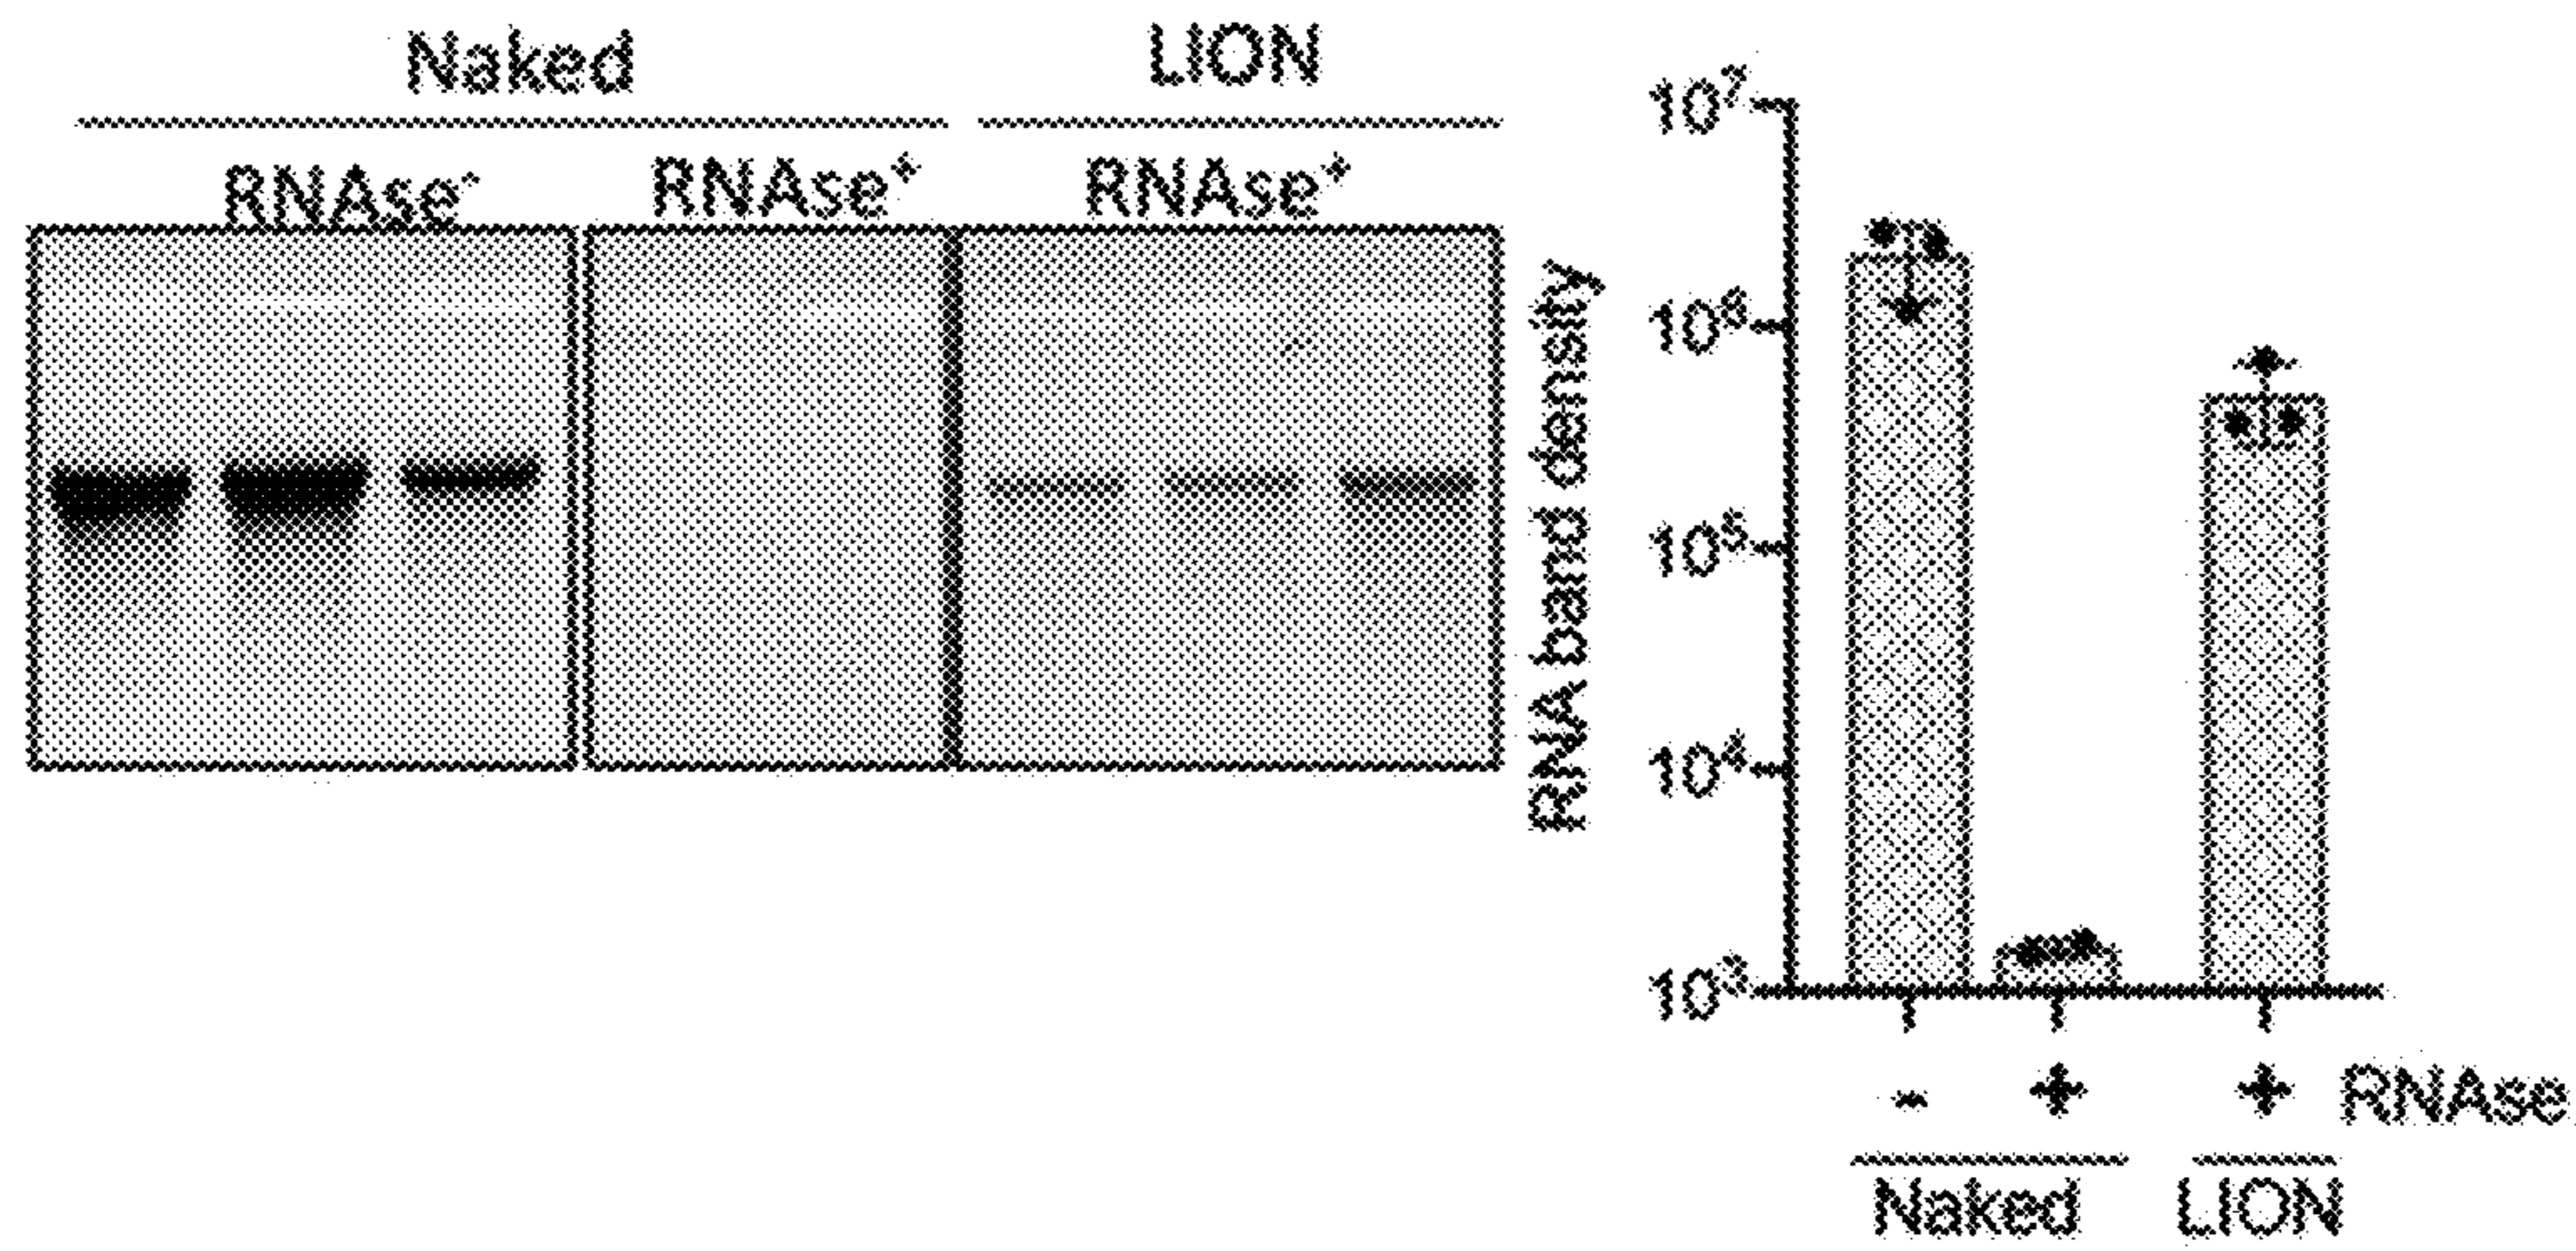 Naked
LION
RNAse-
RNAse+
RNAse+
RNA band density
10⁷
10⁶
10⁵
10⁴
10³
- + + RNAse
Naked LION